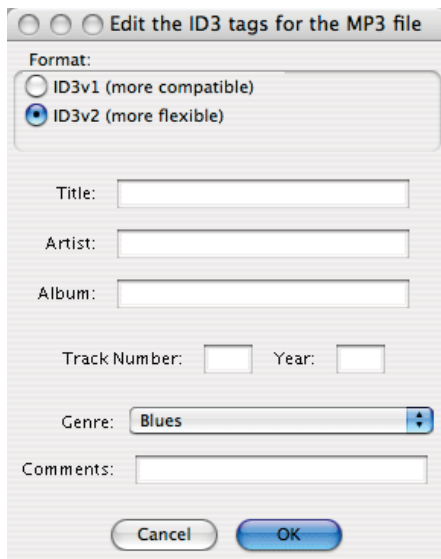 Edit the ID3 tags for the MP3 file
Format:
ID3v1 (more compatible)
ID3v2 (more flexible)
Title:
Artist:
Album:
Track Number: Year:
Genre: Blues
Comments:
Cancel OK